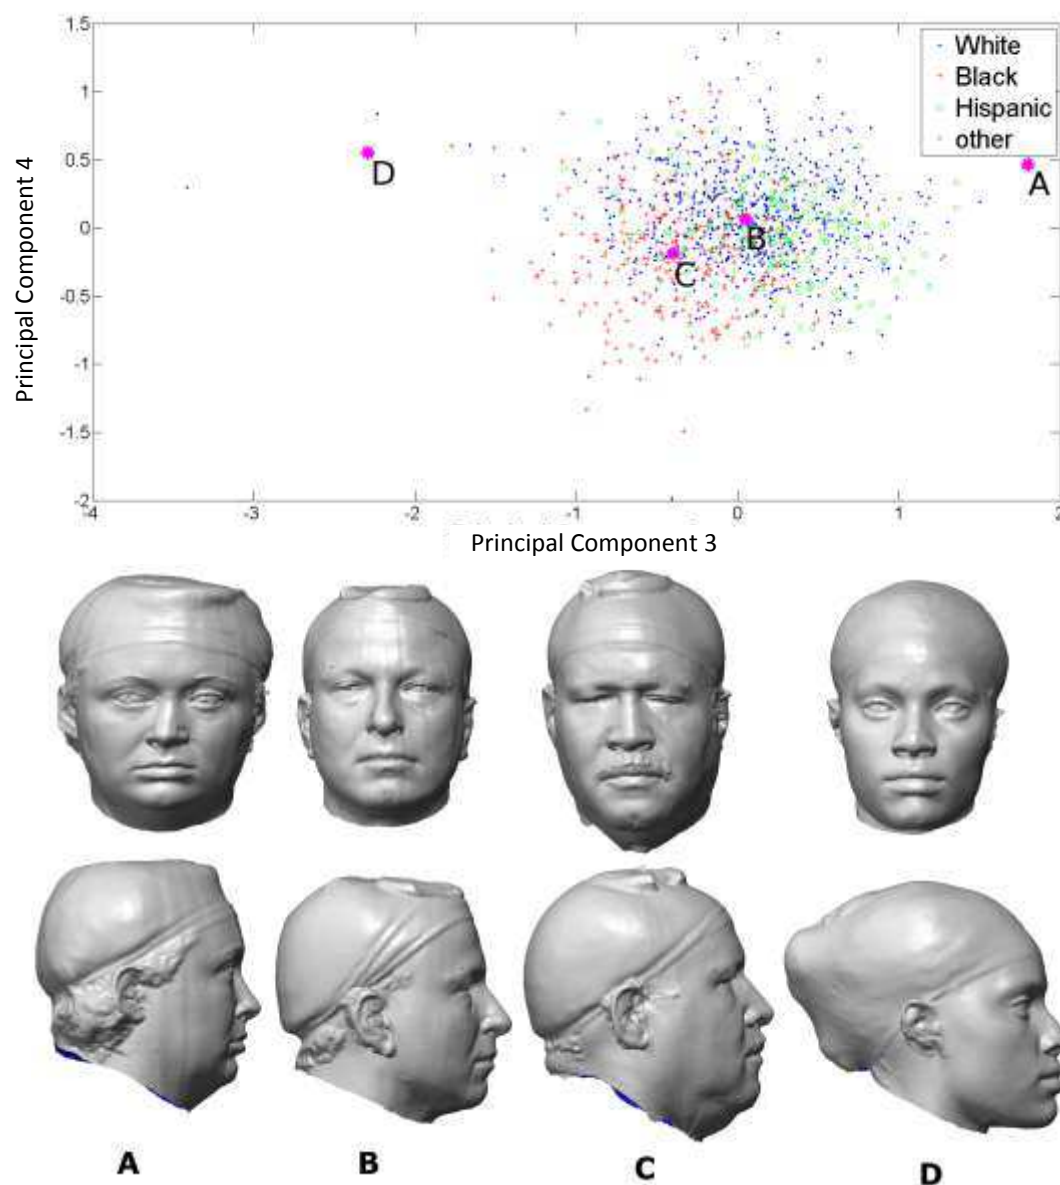 1.5
1
0.5
0
-0.5
-1
-1.5
-2
Principal Component 4
White
Black
Hispanic
other
D
A
B
C
-4
-3
-2
-1
0
1
2
Principal Component 3
A
B
C
D